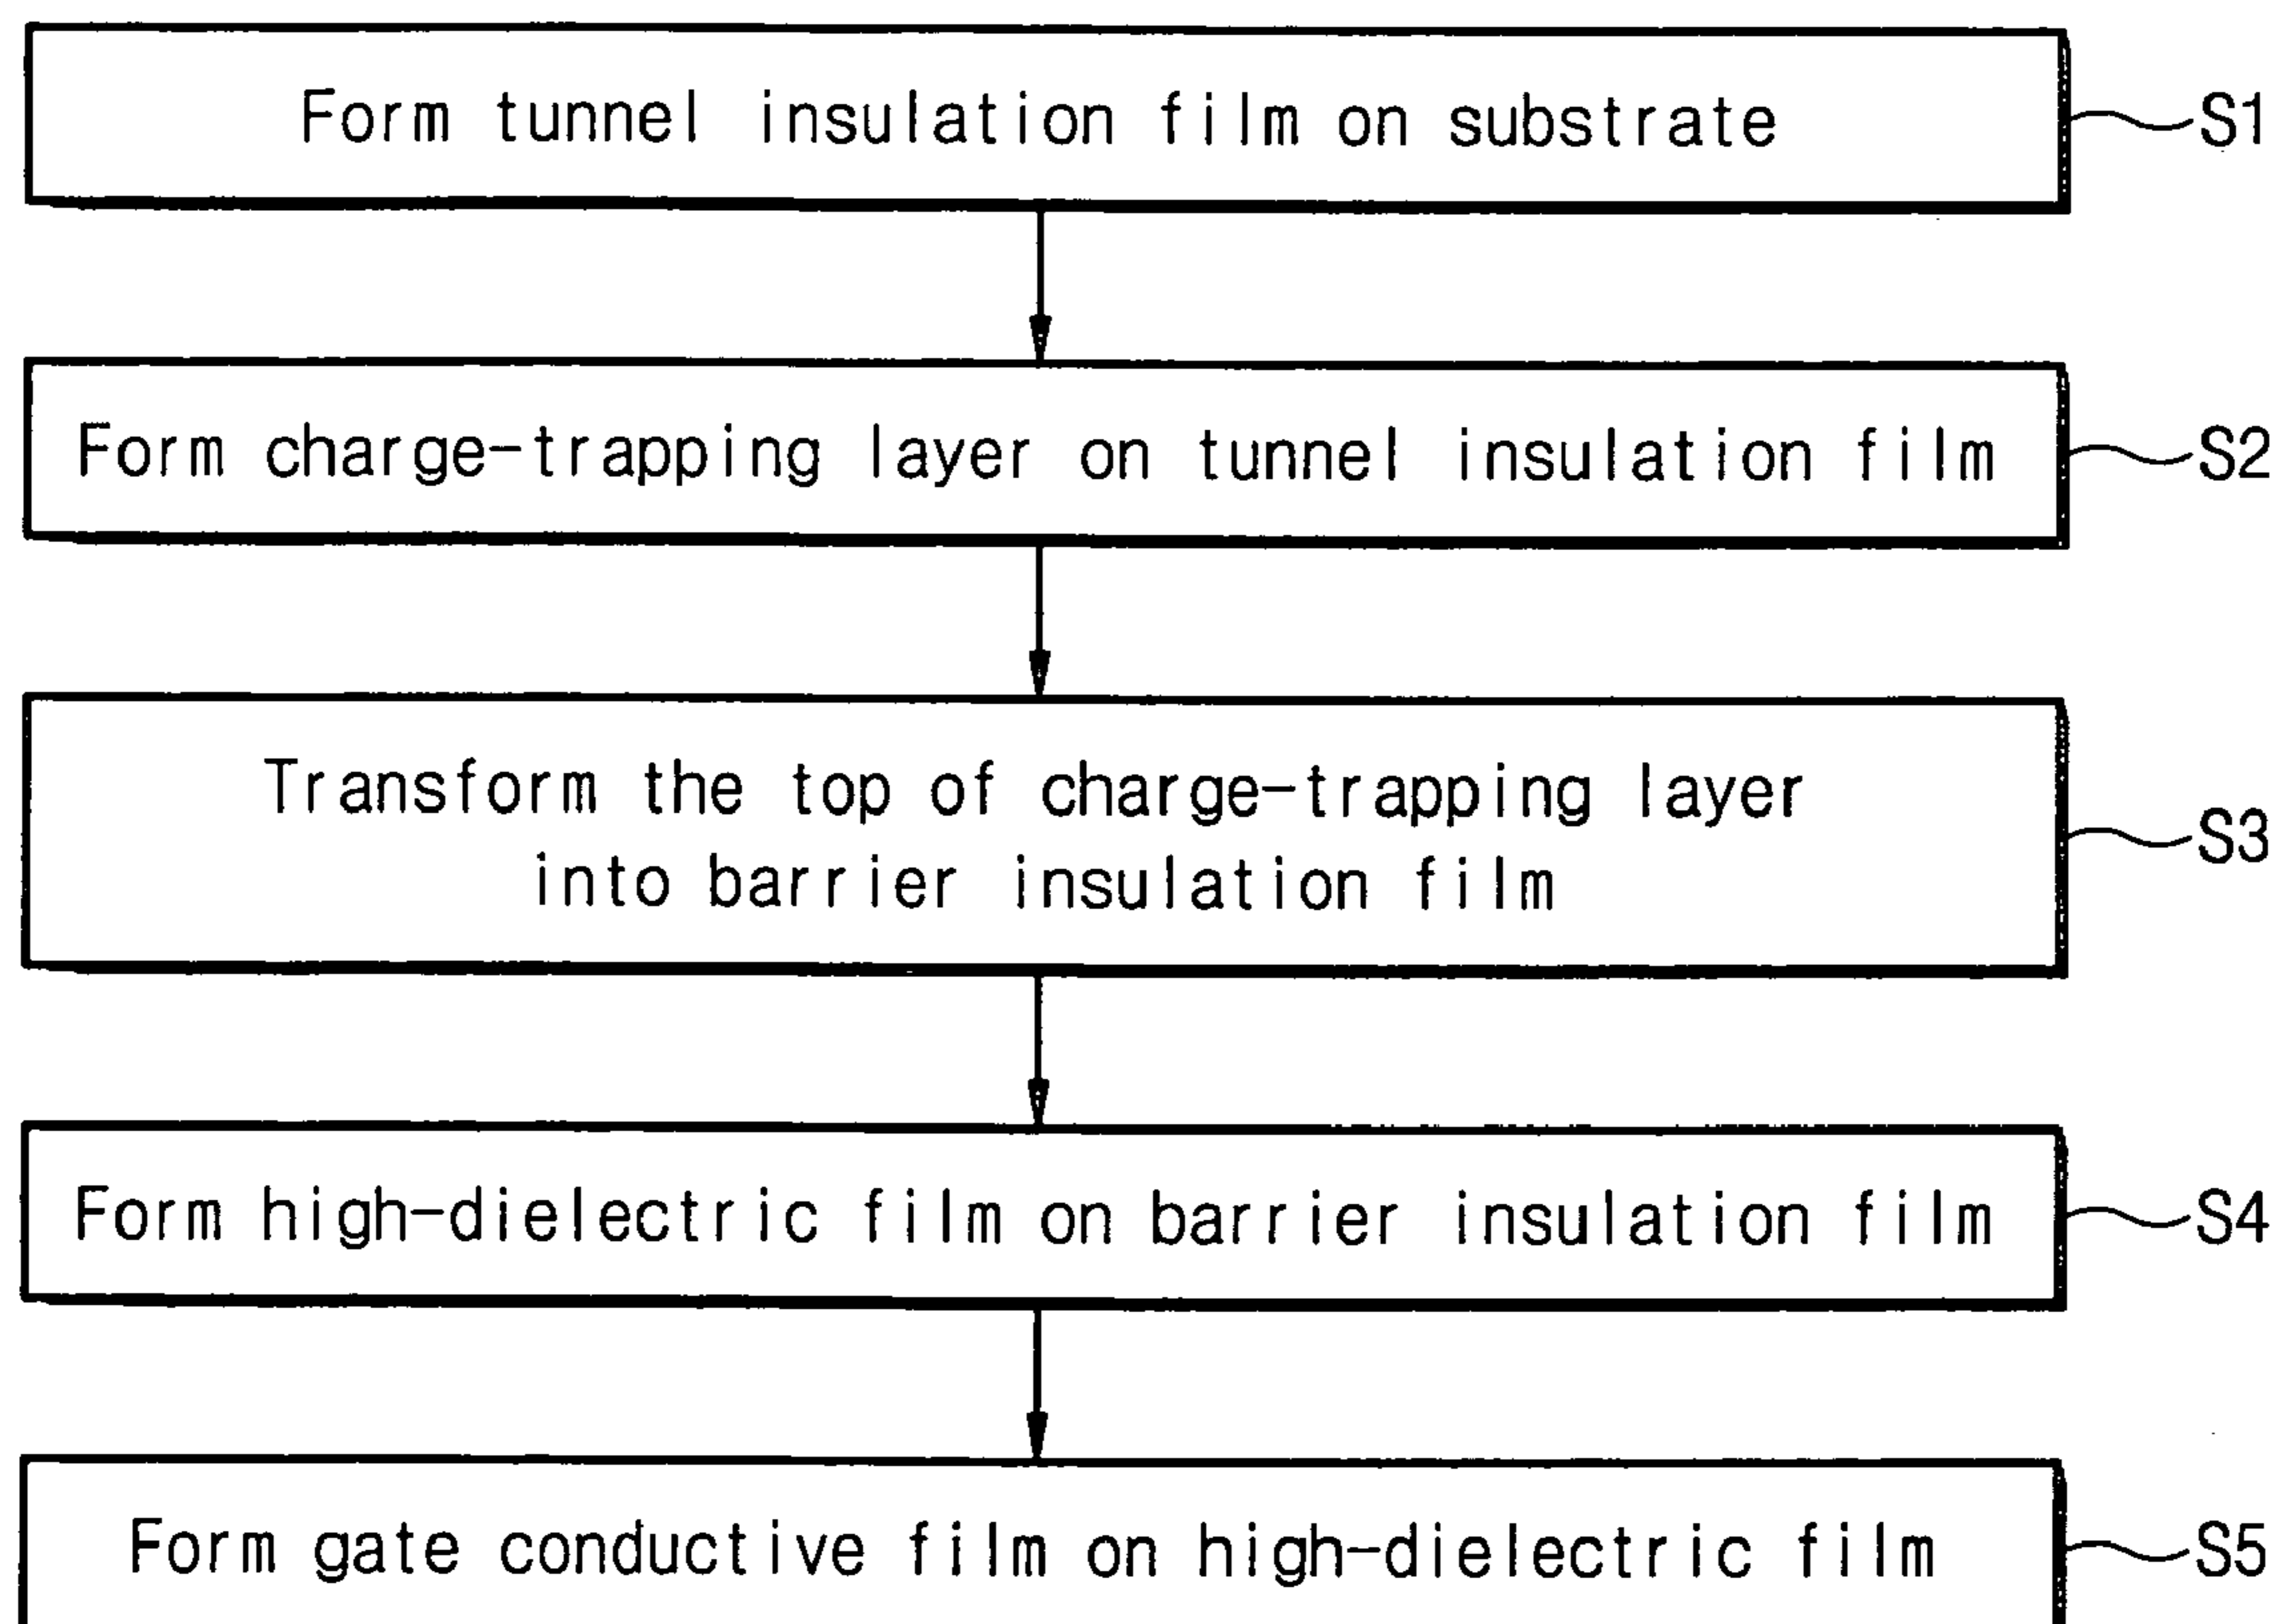 Form tunnel insulation film on substrate
S1
Form charge-trapping layer on tunnel insulation film
S2
Transform the top of charge-trapping layer
into barrier insulation film
S3
Form high-dielectric film on barrier insulation film
S4
Form gate conductive film on high-dielectric film
S5